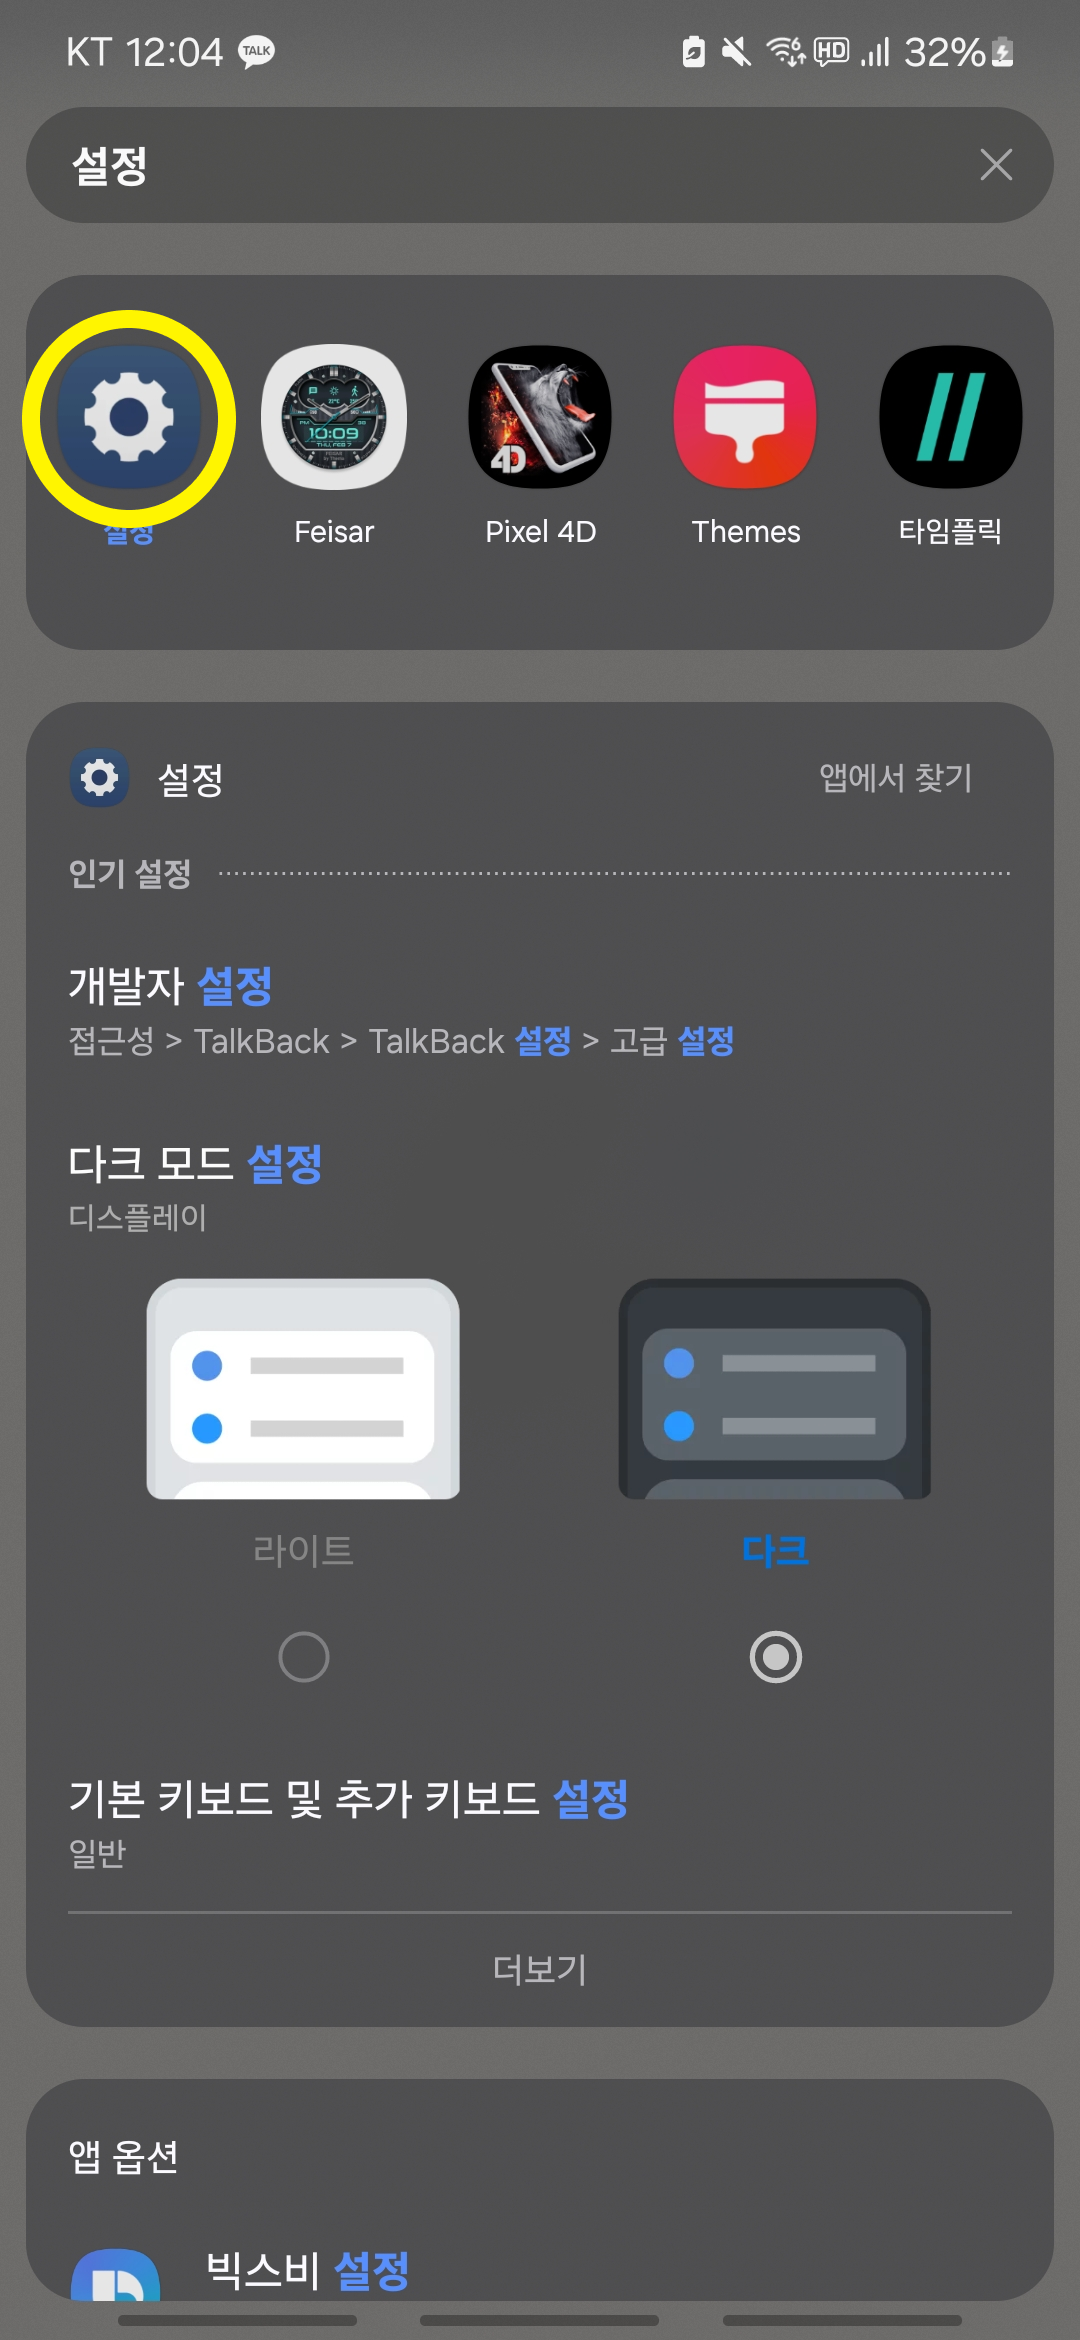 KT 12:04 TALK 6 HD 32%
설정
설정 Feisar Pixel 4D Themes 타임플릭
설정 앱에서 찾기
인기 설정
개발자 설정
접근성 > TalkBack > TalkBack 설정 > 고급 설정
다크 모드 설정
디스플레이
라이트 다크
기본 키보드 및 추가 키보드 설정
일반
더보기
앱 옵션
빅스비 설정